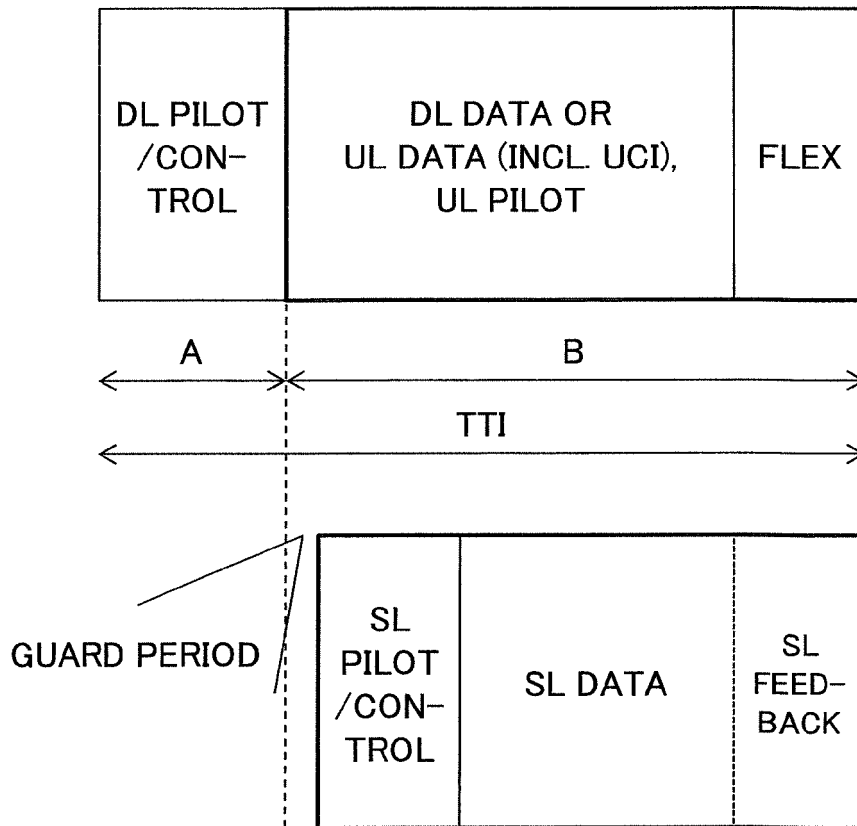 DL PILOT
/CON-
TROL
DL DATA OR
UL DATA (INCL. UCI),
UL PILOT
FLEX
A
B
TTI
GUARD PERIOD
SL
PILOT
/CON-
TROL
SL DATA
SL
FEED-
BACK